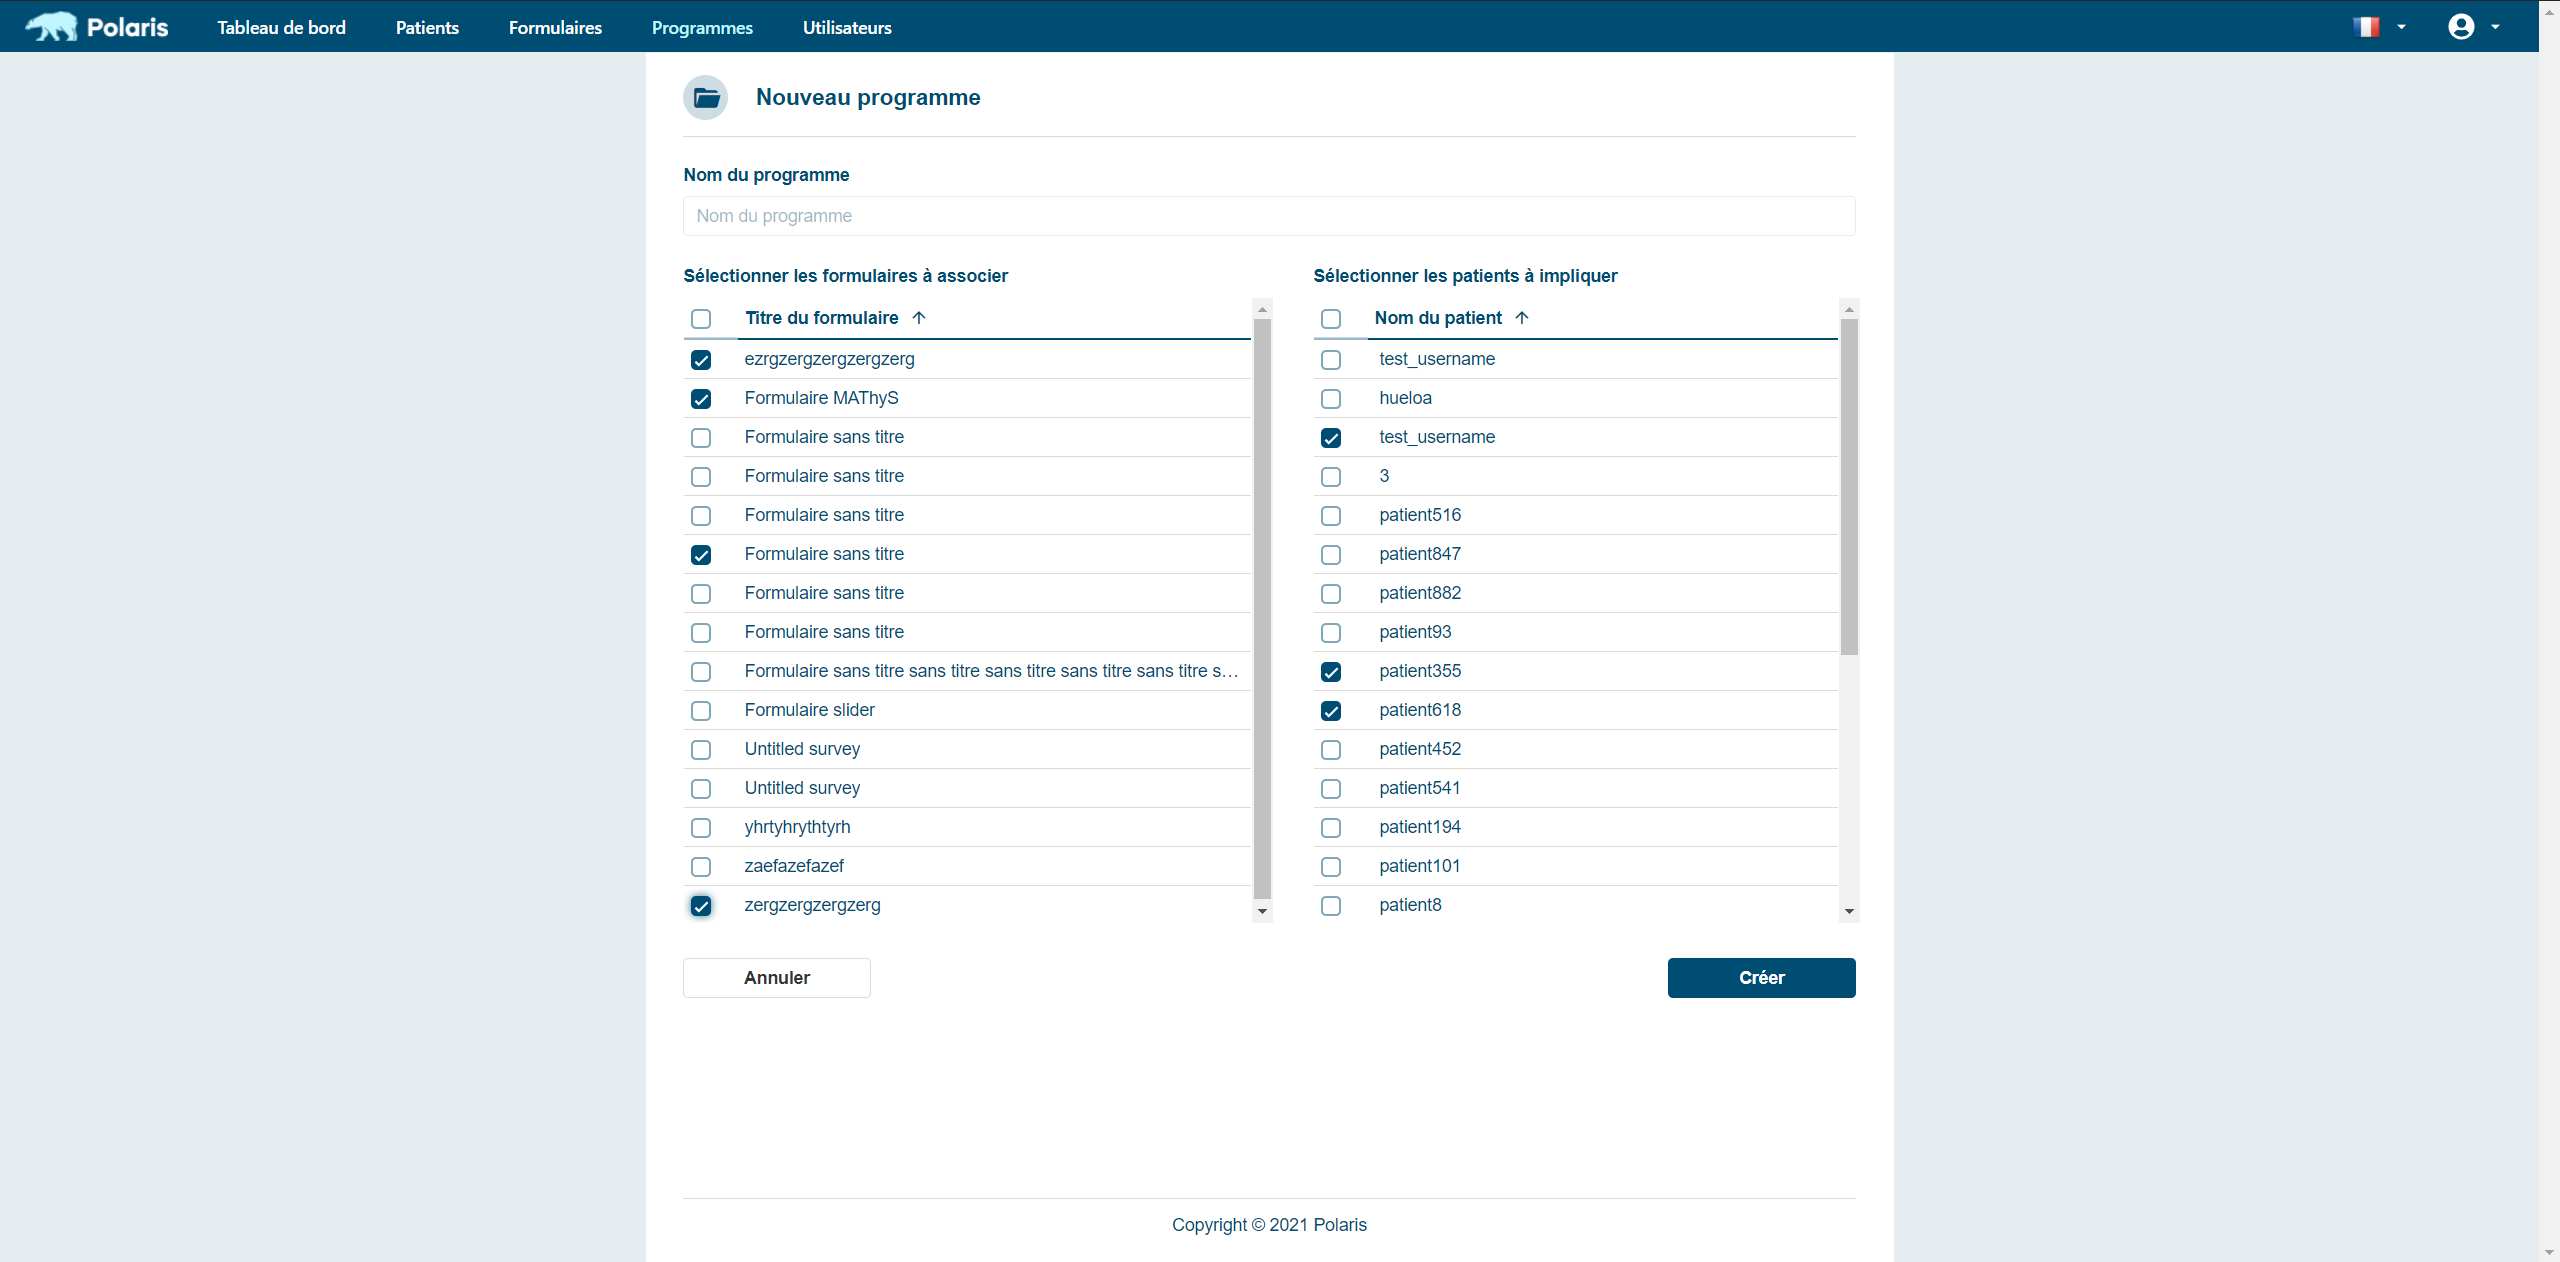 Polaris Tableau de bord Patients Formulaires Programmes Utilisateurs
Nouveau programme
Nom du programme
Nom du programme
Sélectionner les formulaires à associer
Titre du formulaire
ezrgzergzergzergzerg
Formulaire MAThyS
Formulaire sans titre
Formulaire sans titre
Formulaire sans titre
Formulaire sans titre
Formulaire sans titre
Formulaire sans titre
Formulaire sans titre sans titre sans titre sans titre sans titre s...
Formulaire slider
Untitled survey
Untitled survey
yhrtyhrythtyrh
zaefazefazef
zergzergzergzerg
Sélectionner les patients à impliquer
Nom du patient
test_username
hueloa
test_username
3
patient516
patient847
patient882
patient93
patient355
patient618
patient452
patient541
patient194
patient101
patient8
Annuler
Créer
Copyright © 2021 Polaris